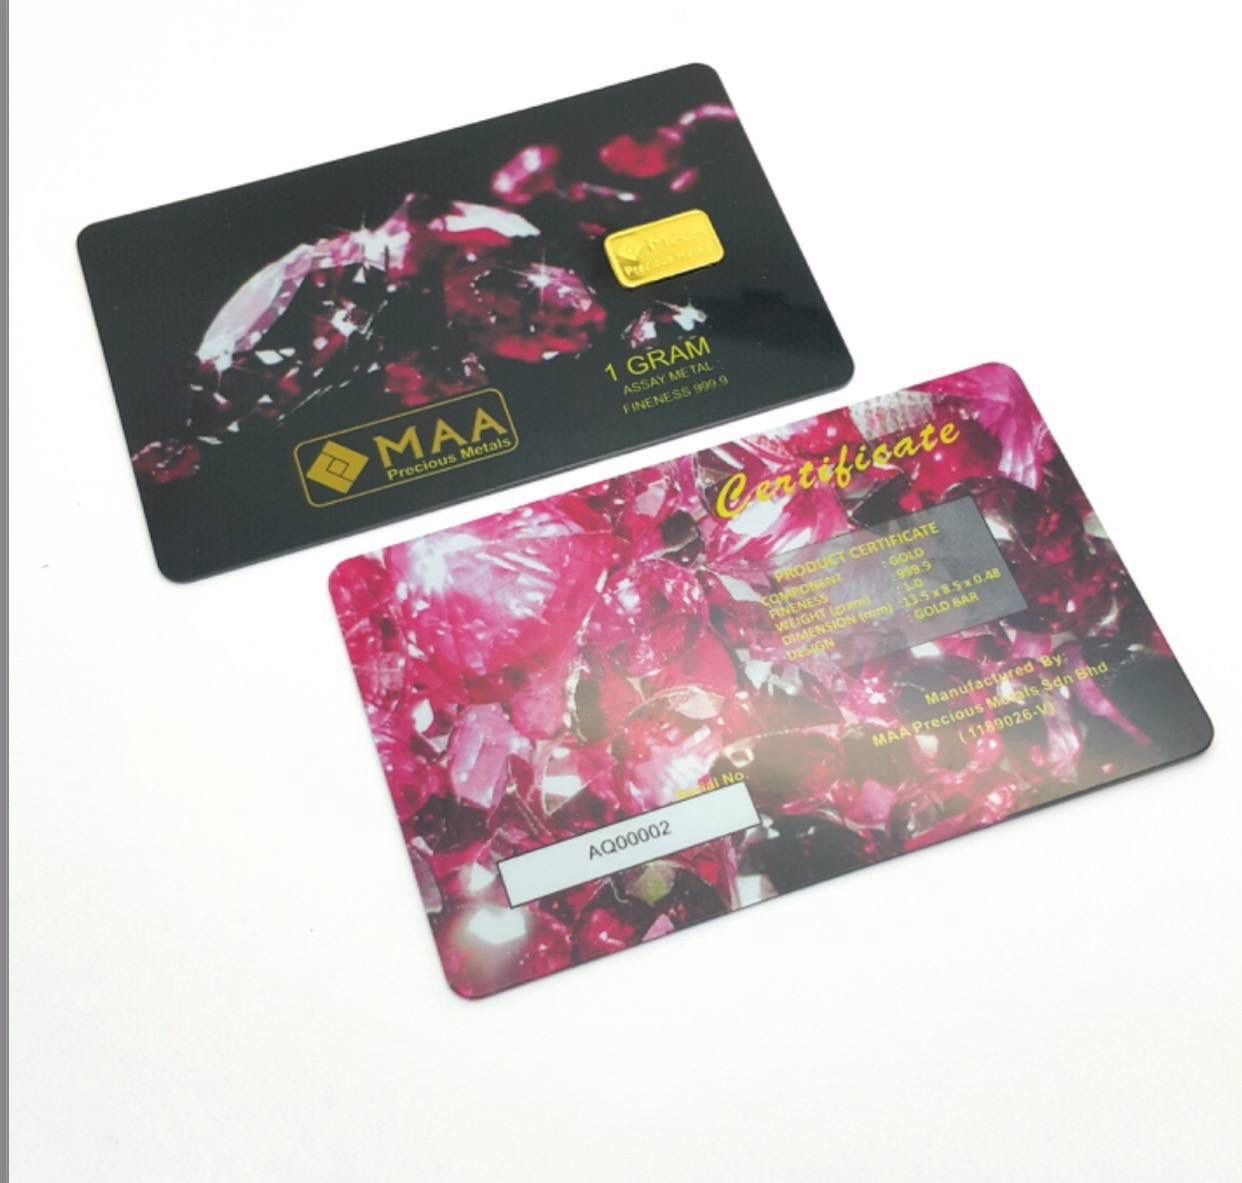 MAA
Precious Metals
1 GRAM
ASSAY METAL
FINENESS 999.9
MAA
Precious Metals
Certificate
PRODUCT CERTIFICATE
COMPONENT : GOLD
FINENESS : 999.9
WEIGHT (gram) : 1.0
DIMENSION (mm) : 13.5 x 8.5 x 0.48
DESIGN : GOLD BAR
Manufactured By:
MAA Precious Metals Sdn Bhd
(1189026-V)
Serial No.
AQ00002